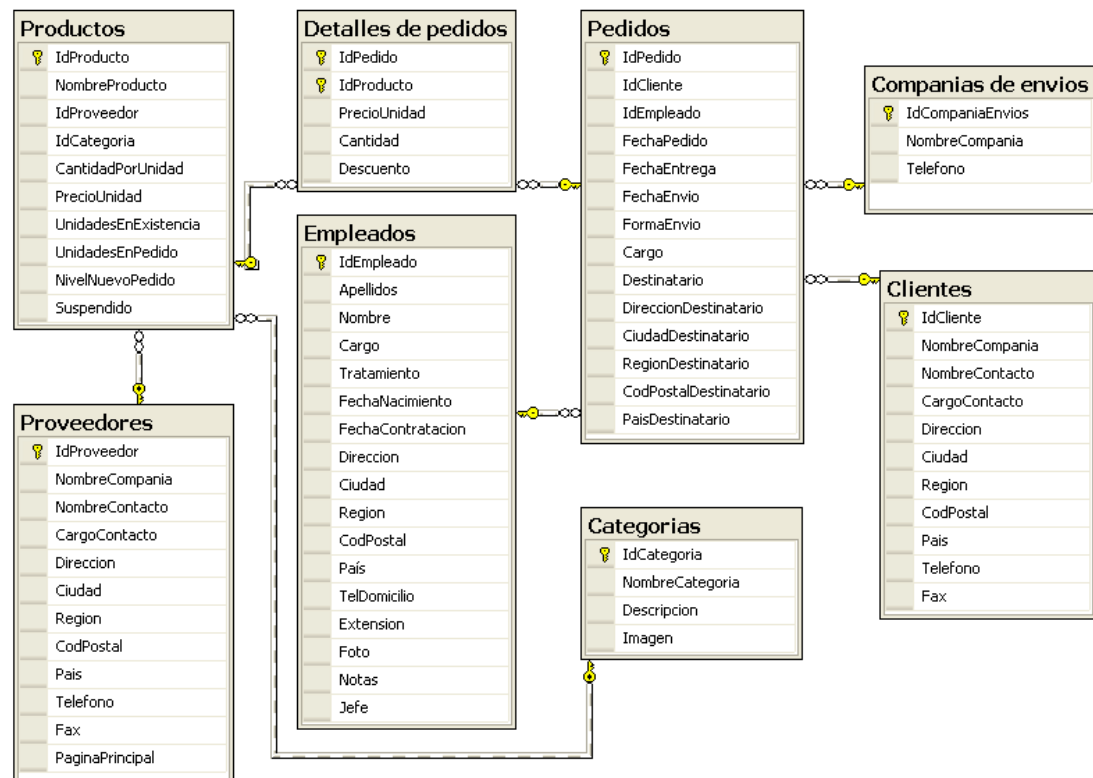 Productos
IdProducto
NombreProducto
IdProveedor
IdCategoria
CantidadPorUnidad
PrecioUnidad
UnidadesEnExistencia
UnidadesEnPedido
NivelNuevoPedido
Suspendido
Detalles de pedidos
IdPedido
IdProducto
PrecioUnidad
Cantidad
Descuento
Pedidos
IdPedido
IdCliente
IdEmpleado
FechaPedido
FechaEntrega
FechaEnvio
FormaEnvio
Cargo
Destinatario
DireccionDestinatario
CiudadDestinatario
RegionDestinatario
CodPostalDestinatario
PaisDestinatario
Companias de envios
IdCompaniaEnvios
NombreCompania
Telefono
Empleados
IdEmpleado
Apellidos
Nombre
Cargo
Tratamiento
FechaNacimiento
FechaContratacion
Direccion
Ciudad
Region
CodPostal
País
TelDomicilio
Extension
Foto
Notas
Jefe
Clientes
IdCliente
NombreCompania
NombreContacto
CargoContacto
Direccion
Ciudad
Region
CodPostal
Pais
Telefono
Fax
Proveedores
IdProveedor
NombreCompania
NombreContacto
CargoContacto
Direccion
Ciudad
Region
CodPostal
Pais
Telefono
Fax
PaginaPrincipal
Categorias
IdCategoria
NombreCategoria
Descripcion
Imagen